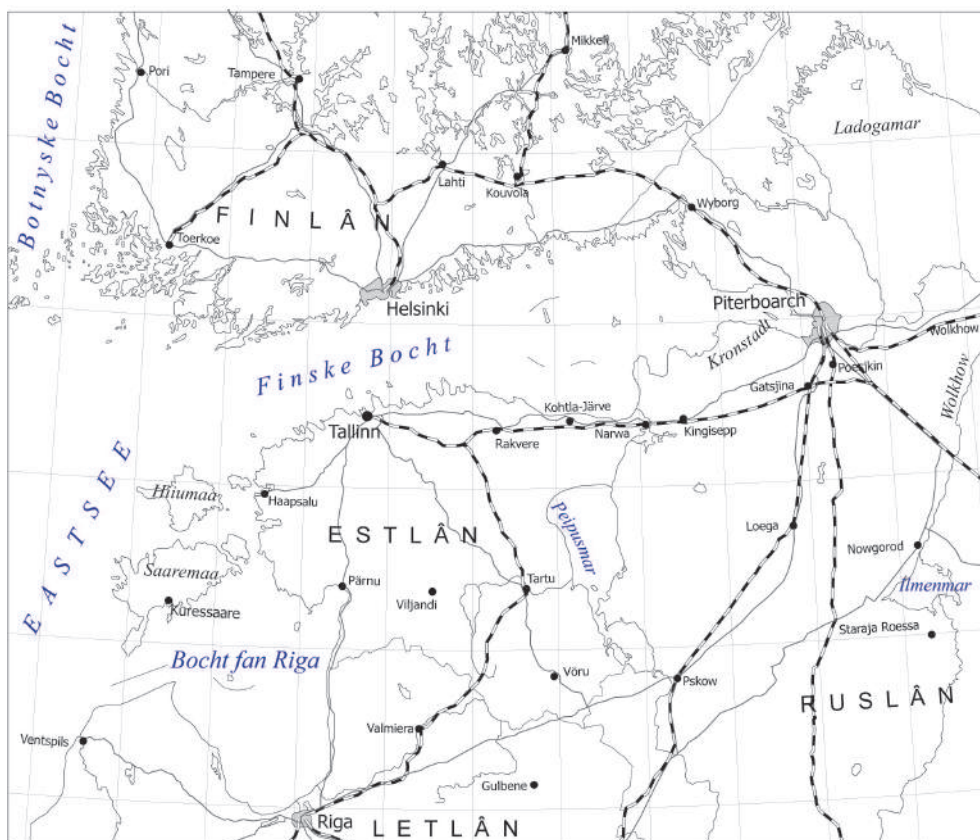 Mikkeli
Botnyske Bocht
Pori
Tampere
Ladogamar
Lahti
Kouvola
Wyborg
FINLÂN
Toerkoe
Helsinki
Piterboarch
Wolkhow
Kronstadt
Finske Bocht
Poesjkin
Gatsjina
Wolkhow
Kohtla-Järve
Tallinn
Rakvere
Narwa
Kingisepp
EASTSEE
Hiiumaa
Haapsalu
Peipusmar
Loega
ESTLÂN
Nowgorod
Saaremaa
Pärnu
Tartu
Ilmenmar
Viljandi
Kuressaare
Staraja Roessa
Bocht fan Riga
Vöru
Pskow
RUSLÂN
Valmiera
Ventspils
Gulbene
Riga
LETLÂN